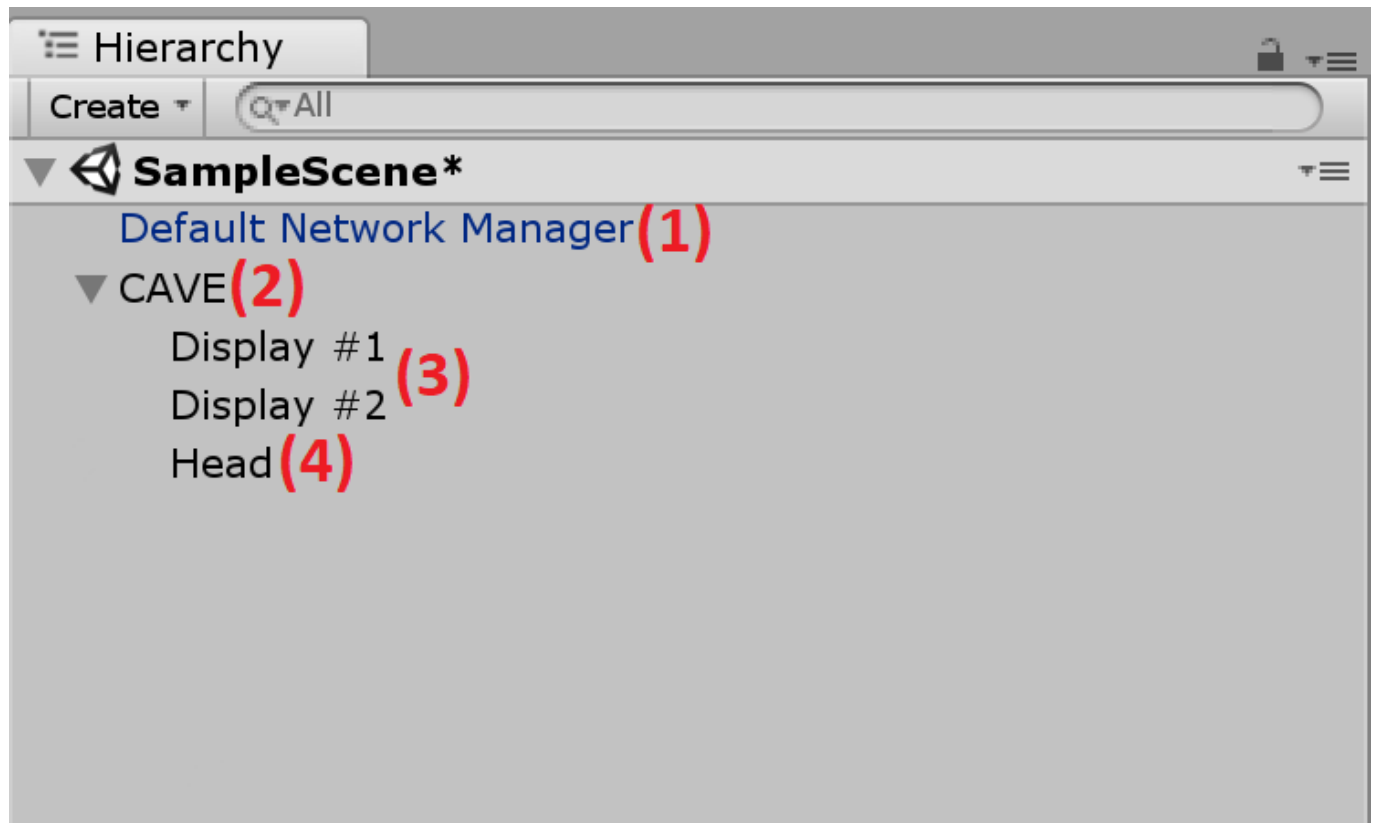 Hierarchy
Create All
SampleScene*
Default Network Manager(1)
CAVE(2)
Display #1
(3)
Display #2
Head(4)